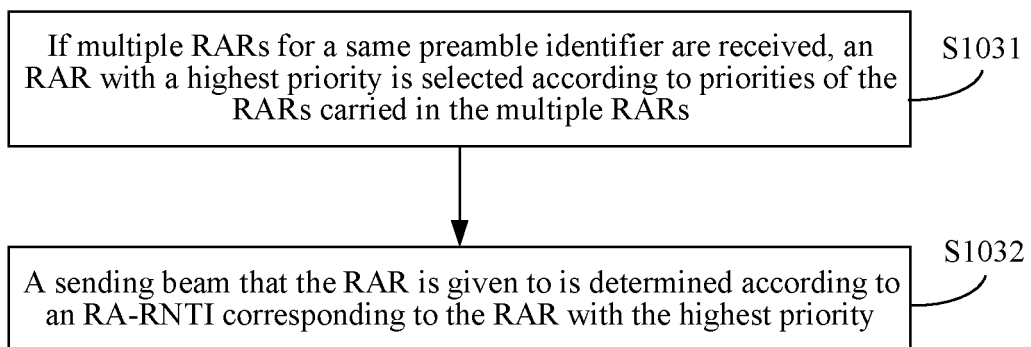 If multiple RARs for a same preamble identifier are received, an
RAR with a highest priority is selected according to priorities of the
RARs carried in the multiple RARs
S1031
A sending beam that the RAR is given to is determined according to
an RA-RNTI corresponding to the RAR with the highest priority
S1032